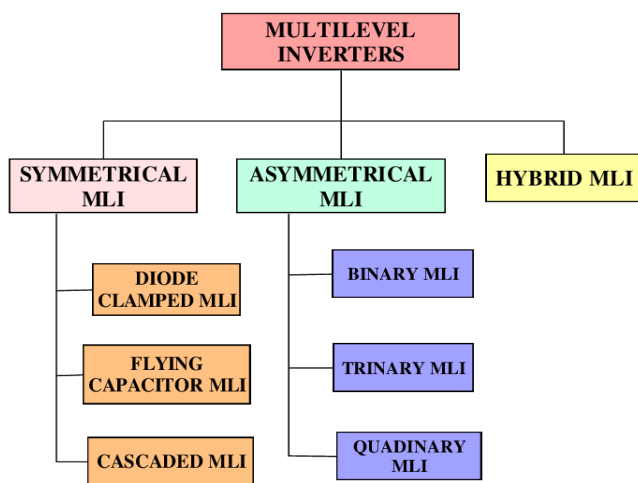 MULTILEVEL
INVERTERS
SYMMETRICAL
MLI
ASYMMETRICAL
MLI
HYBRID MLI
DIODE
CLAMPED MLI
FLYING
CAPACITOR MLI
CASCADED MLI
BINARY MLI
TRINARY MLI
QUADINARY
MLI